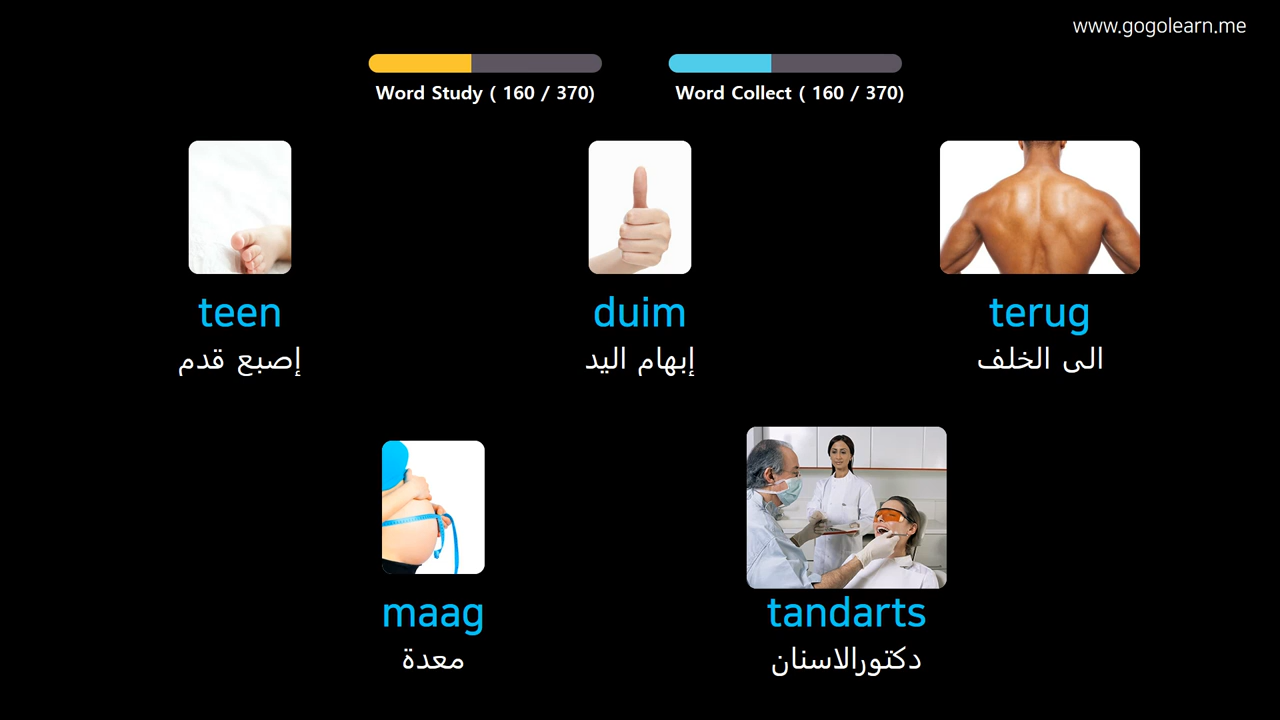 www.gogolearn.me
Word Study ( 160 / 370)
Word Collect ( 160 / 370)
teen
إصبع قدم
duim
إبهام اليد
terug
الى الخلف
maag
معدة
tandarts
دكتورالاسنان